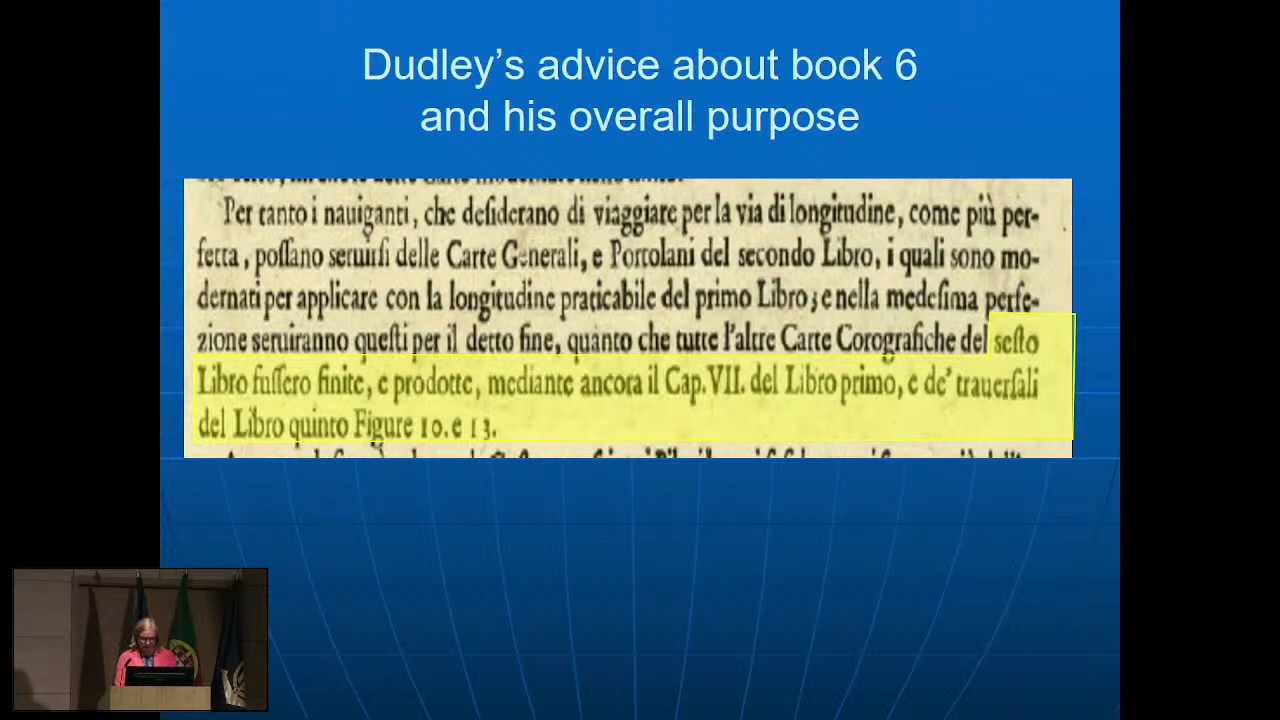 Dudley’s advice about book 6
and his overall purpose
Per tanto i nauiganti, che deſiderano di viaggiare per la via di longitudine, come più per-
fetta, poſſano seruirſi delle Carte Generali, e Portolani del secondo Libro, i quali sono mo-
dernati per applicare con la longitudine praticabile del primo Libro; e nella medeſima perfe-
zione seruiranno queſti per il detto fine, quanto che tutte l’altre Carte Corografiche del seſto
Libro fuſſero finite, e prodotte, mediante ancora il Cap. VII. del Libro primo, e de’ trauerſali
del Libro quinto Figure 10. e 13.